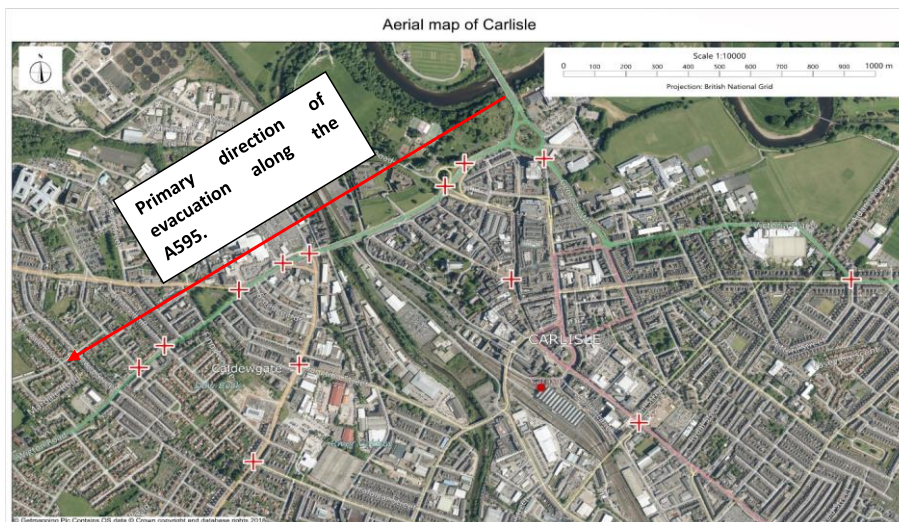 Aerial map of Carlisle
Scale 1:10000
0 100 200 300 400 500 600 700 800 900 1000 m
Projection: British National Grid
Primary direction of
evacuation along the
A595.
CARLISLE
Caldewgate
© Getmapping Plc Contains OS data © Crown copyright and database rights 2016